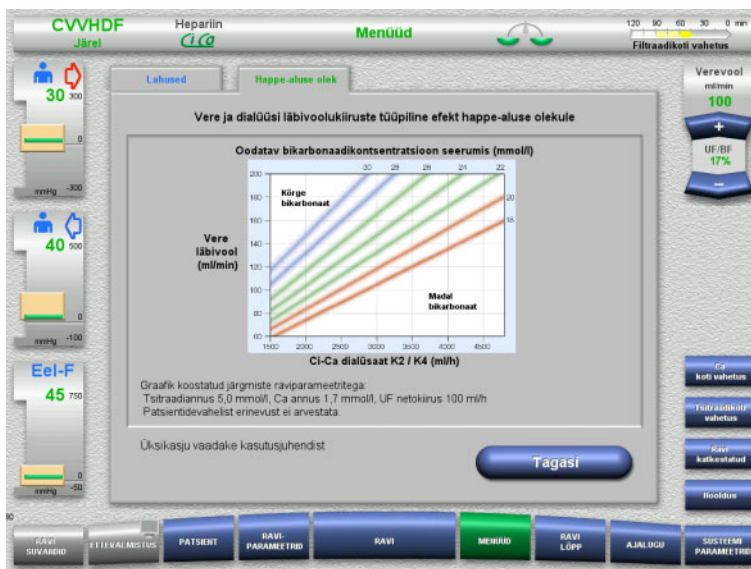 CVVHDF
Järel
Hepariin
CiCa
Menüüd
120 90 60 30 0 min
Filtraadikoti vahetus
30
300
0
mmHg -300
40
500
0
mmHg -100
Eel-F
45
750
0
mmHg -50
Lahused
Happe-aluse olek
Vere ja dialüüsi läbivoolukiiruste tüüpiline efekt happe-aluse olekule
Oodatav bikarbonaadikontsentratsioon seerumis (mmol/l)
30 28 26 24 22
20
18
Kõrge
bikarbonaat
Madal
bikarbonaat
Vere
läbivool
(ml/min)
200
180
160
140
120
100
80
60
1500 2000 2500 3000 3500 4000 4500
Ci-Ca dialüsaat K2 / K4 (ml/h)
Graafik koostatud järgmiste raviparameetritega:
Tsitraadiannus 5,0 mmol/l, Ca annus 1,7 mmol/l, UF netokiirus 100 ml/h
Patsientidevahelist erinevust ei arvestata.
Üksikasju vaadake kasutusjuhendist
Tagasi
Verevool
ml/min
100
+
UF/BF
17%
–
Ca
koti vahetus
Tsitraadikoti
vahetus
Ravi
katkestatud
Hooldus
RAVI
SUVANDID
ETTEVALMISTUS
PATSIENT
RAVI-
PARAMEETRID
RAVI
MENÜÜD
RAVI
LÕPP
AJALUGU
SÜSTEEMI
PARAMEETRID